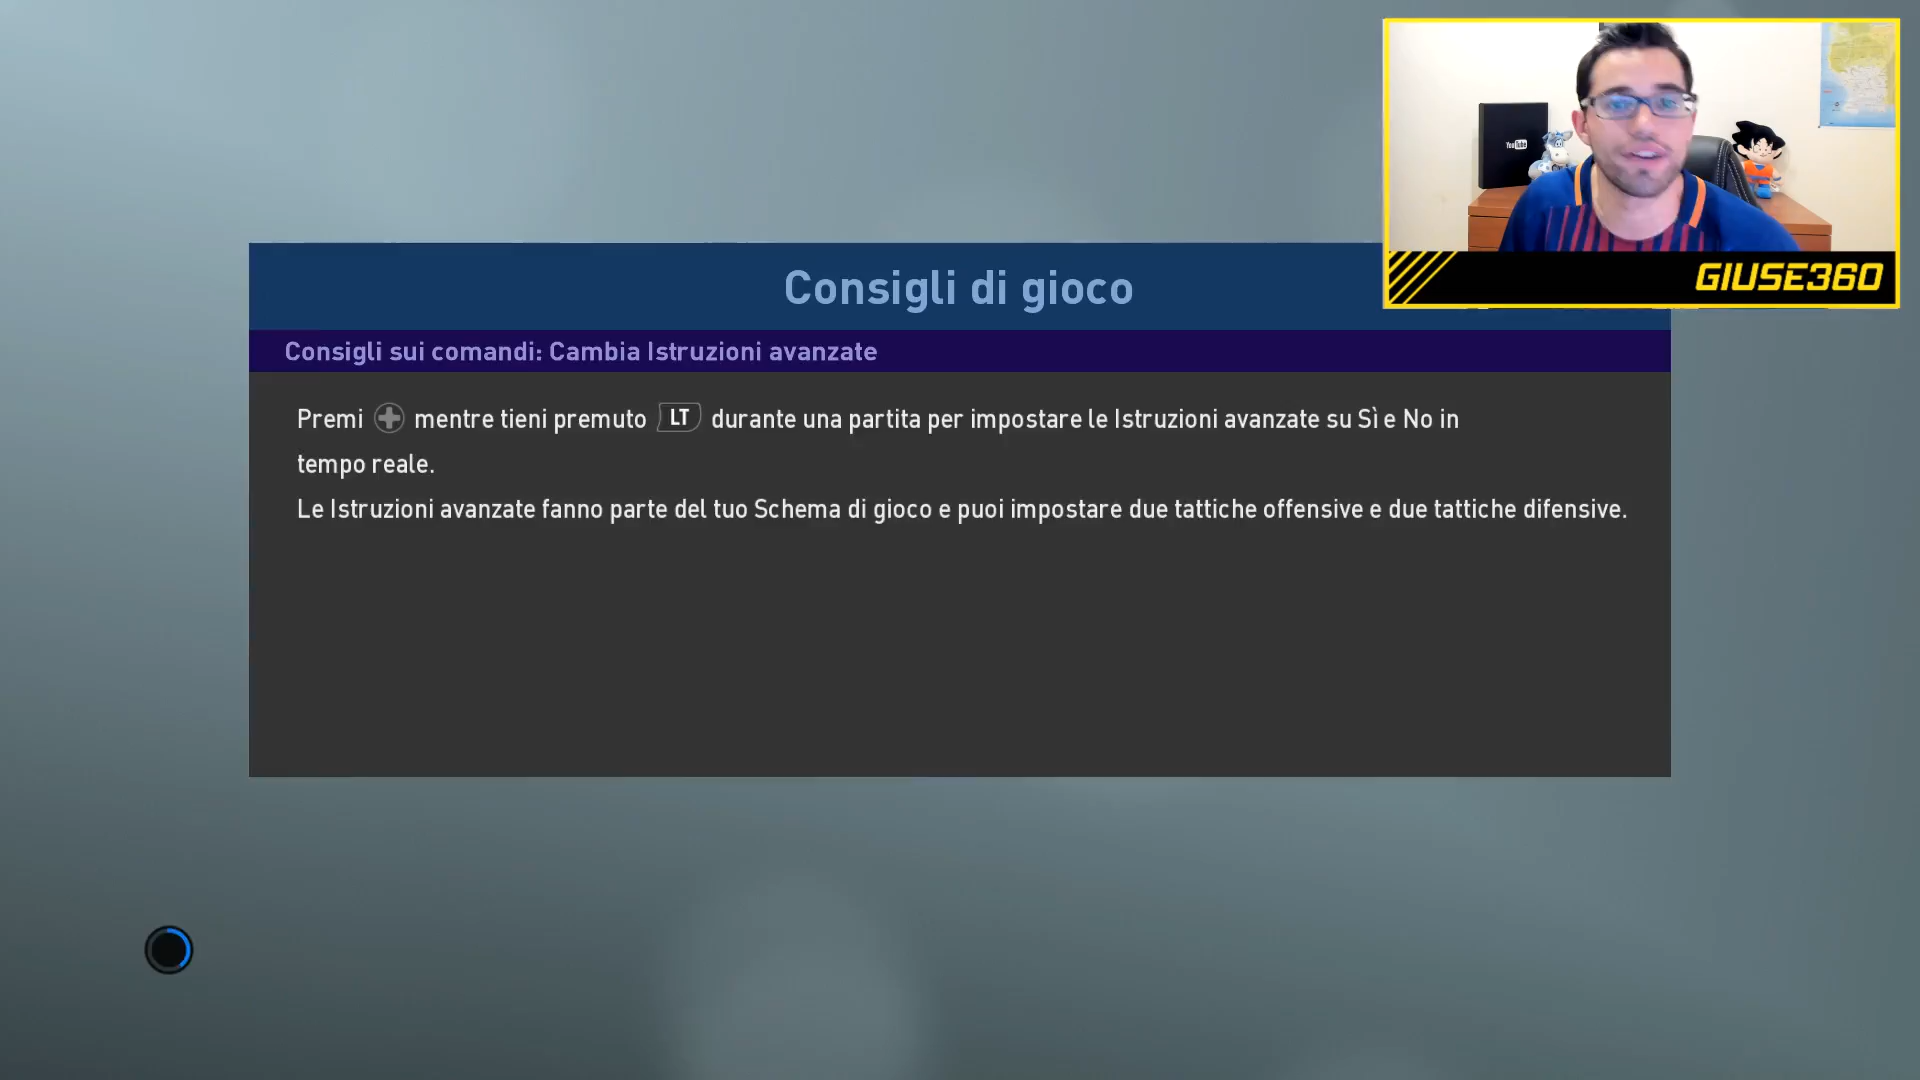 Consigli di gioco
Consigli sui comandi: Cambia Istruzioni avanzate
Premi mentre tieni premuto LT durante una partita per impostare le Istruzioni avanzate su Sì e No in
tempo reale.
Le Istruzioni avanzate fanno parte del tuo Schema di gioco e puoi impostare due tattiche offensive e due tattiche difensive.
YouTube
GIUSE360